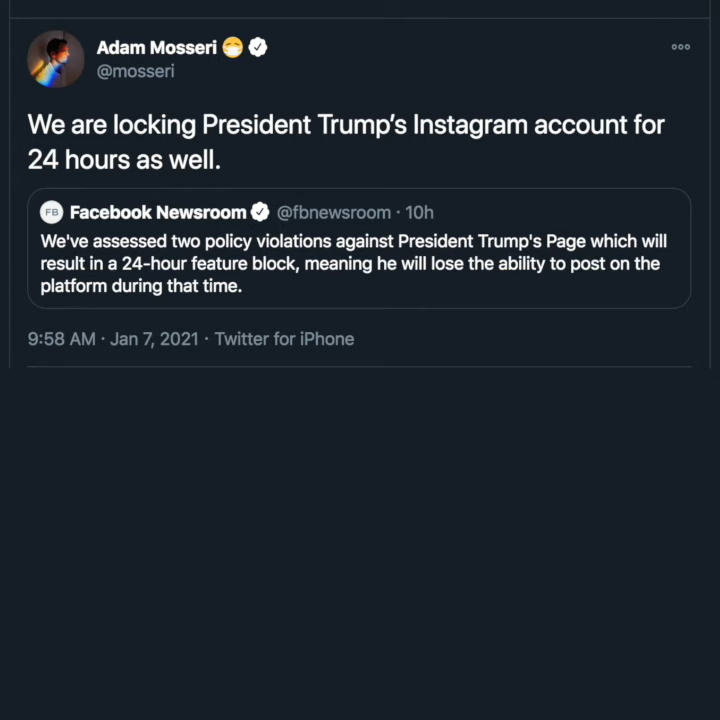 Adam Mosseri 😷
@mosseri
We are locking President Trump's Instagram account for
24 hours as well.
FB Facebook Newsroom @fbnewsroom · 10h
We've assessed two policy violations against President Trump's Page which will
result in a 24-hour feature block, meaning he will lose the ability to post on the
platform during that time.
9:58 AM · Jan 7, 2021 · Twitter for iPhone